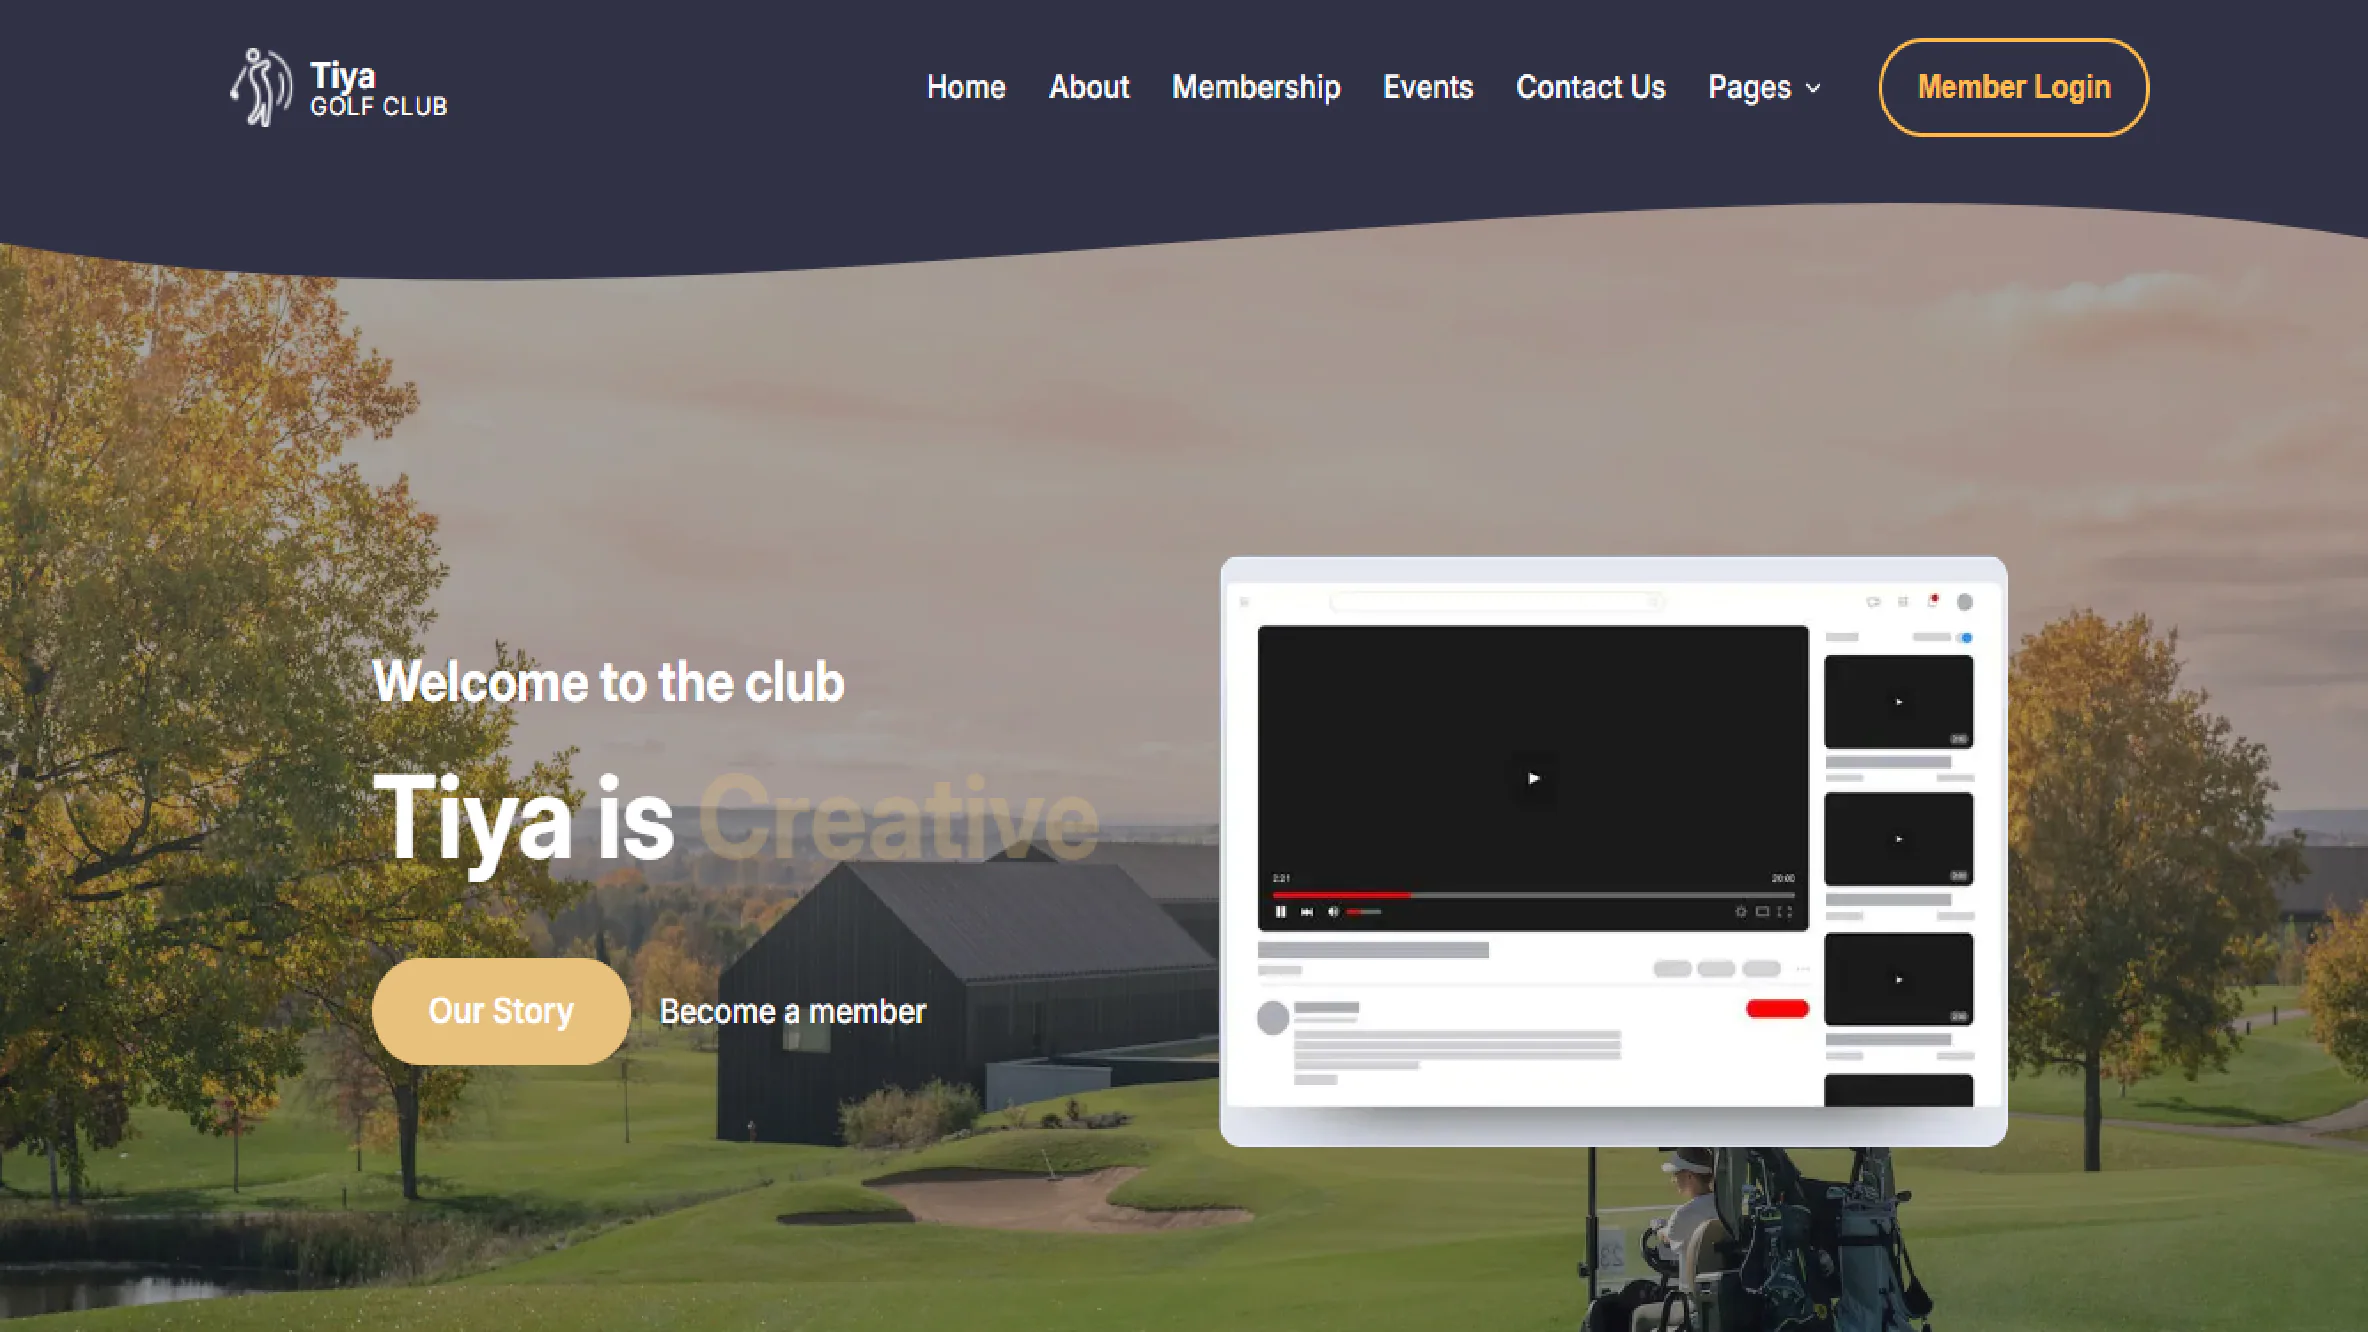 Tiya
GOLF CLUB
Home About Membership Events Contact Us Pages
Member Login
Welcome to the club
Tiya is Creative
Our Story
Become a member
2:21
20:00